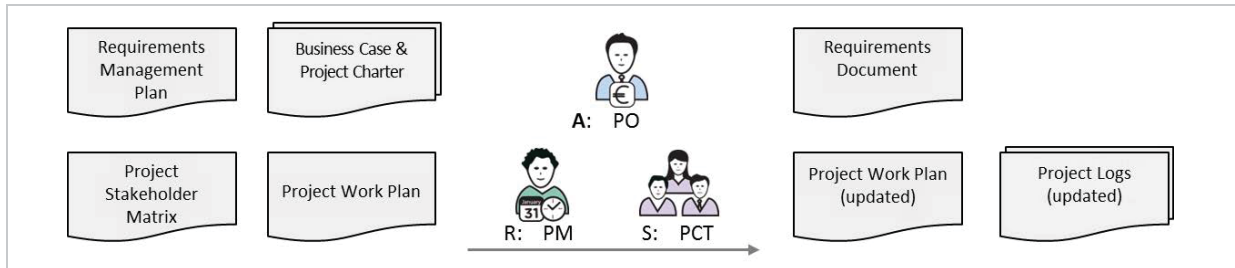 Requirements
Management
Plan
Business Case &
Project Charter
Requirements
Document
€
A: PO
Project
Stakeholder
Matrix
Project Work Plan
January
31
R: PM
S: PCT
Project Work Plan
(updated)
Project Logs
(updated)